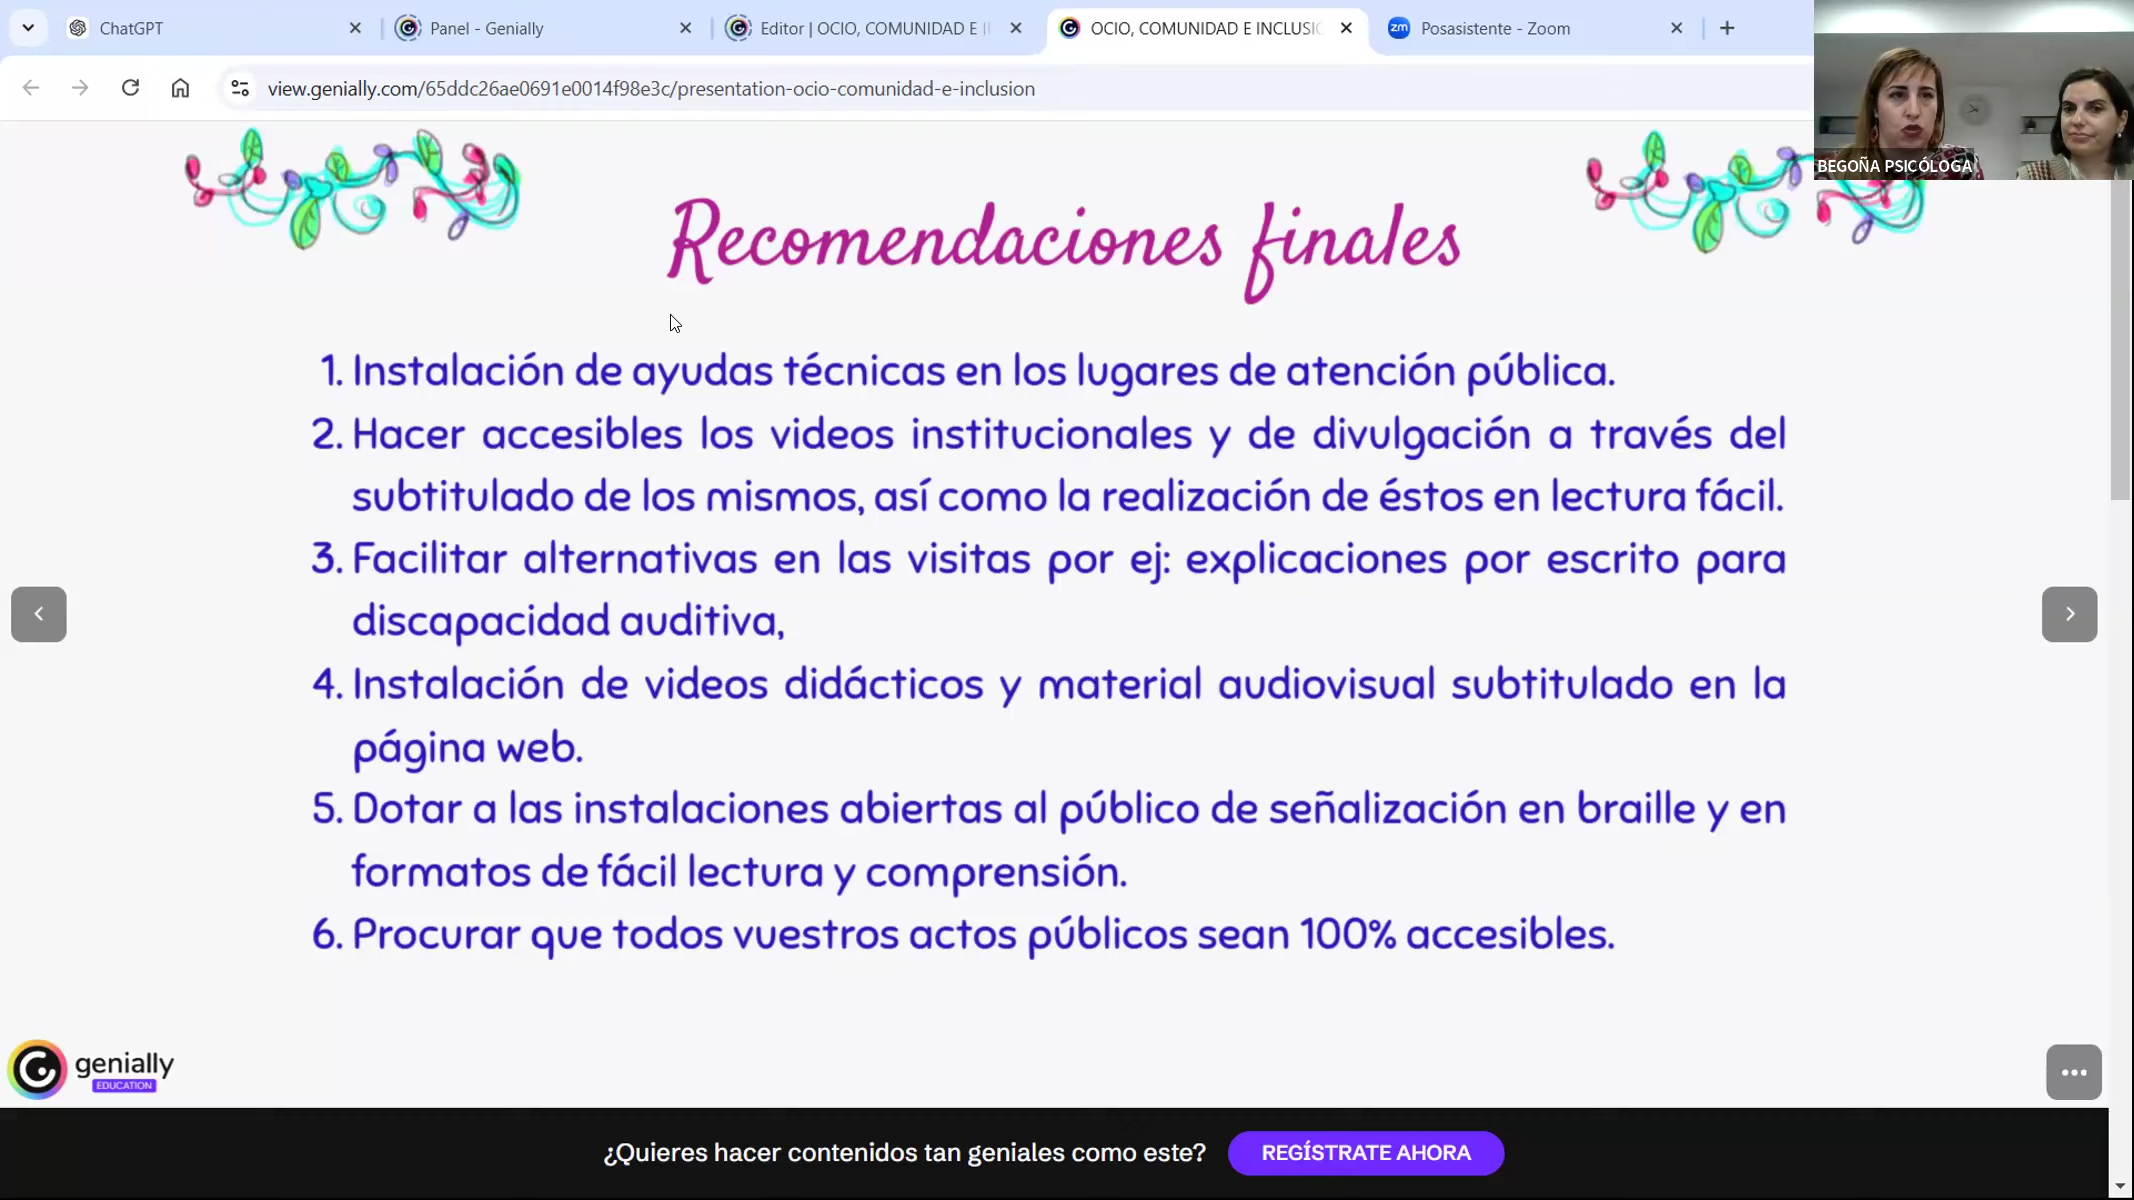 ChatGPT
Panel - Genially
Editor | OCIO, COMUNIDAD E I
OCIO, COMUNIDAD E INCLUSI
Posasistente - Zoom
view.genially.com/65ddc26ae0691e0014f98e3c/presentation-ocio-comunidad-e-inclusion
BEGOÑA PSICÓLOGA
Recomendaciones finales
1. Instalación de ayudas técnicas en los lugares de atención pública.
2. Hacer accesibles los videos institucionales y de divulgación a través del
subtitulado de los mismos, así como la realización de éstos en lectura fácil.
3. Facilitar alternativas en las visitas por ej: explicaciones por escrito para
discapacidad auditiva,
4. Instalación de videos didácticos y material audiovisual subtitulado en la
página web.
5. Dotar a las instalaciones abiertas al público de señalización en braille y en
formatos de fácil lectura y comprensión.
6. Procurar que todos vuestros actos públicos sean 100% accesibles.
genially
EDUCATION
¿Quieres hacer contenidos tan geniales como este?
REGÍSTRATE AHORA